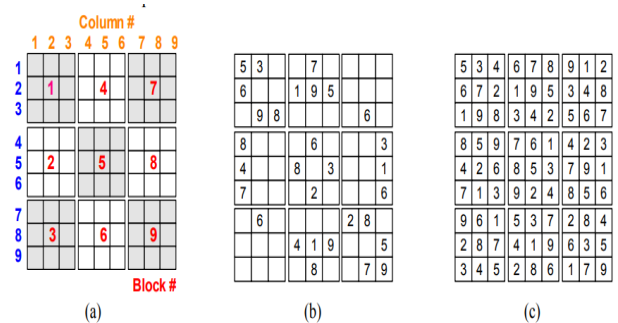 Column #
1 2 3 4 5 6 7 8 9
1
2 1 4 7
3
4
5 2 5 8
6
7
8 3 6 9
9
Block #
(a)
5 3 7
6 1 9 5
9 8 6
8 6 3
4 8 3 1
7 2 6
6 2 8
4 1 9 5
8 7 9
(b)
5 3 4 6 7 8 9 1 2
6 7 2 1 9 5 3 4 8
1 9 8 3 4 2 5 6 7
8 5 9 7 6 1 4 2 3
4 2 6 8 5 3 7 9 1
7 1 3 9 2 4 8 5 6
9 6 1 5 3 7 2 8 4
2 8 7 4 1 9 6 3 5
3 4 5 2 8 6 1 7 9
(c)